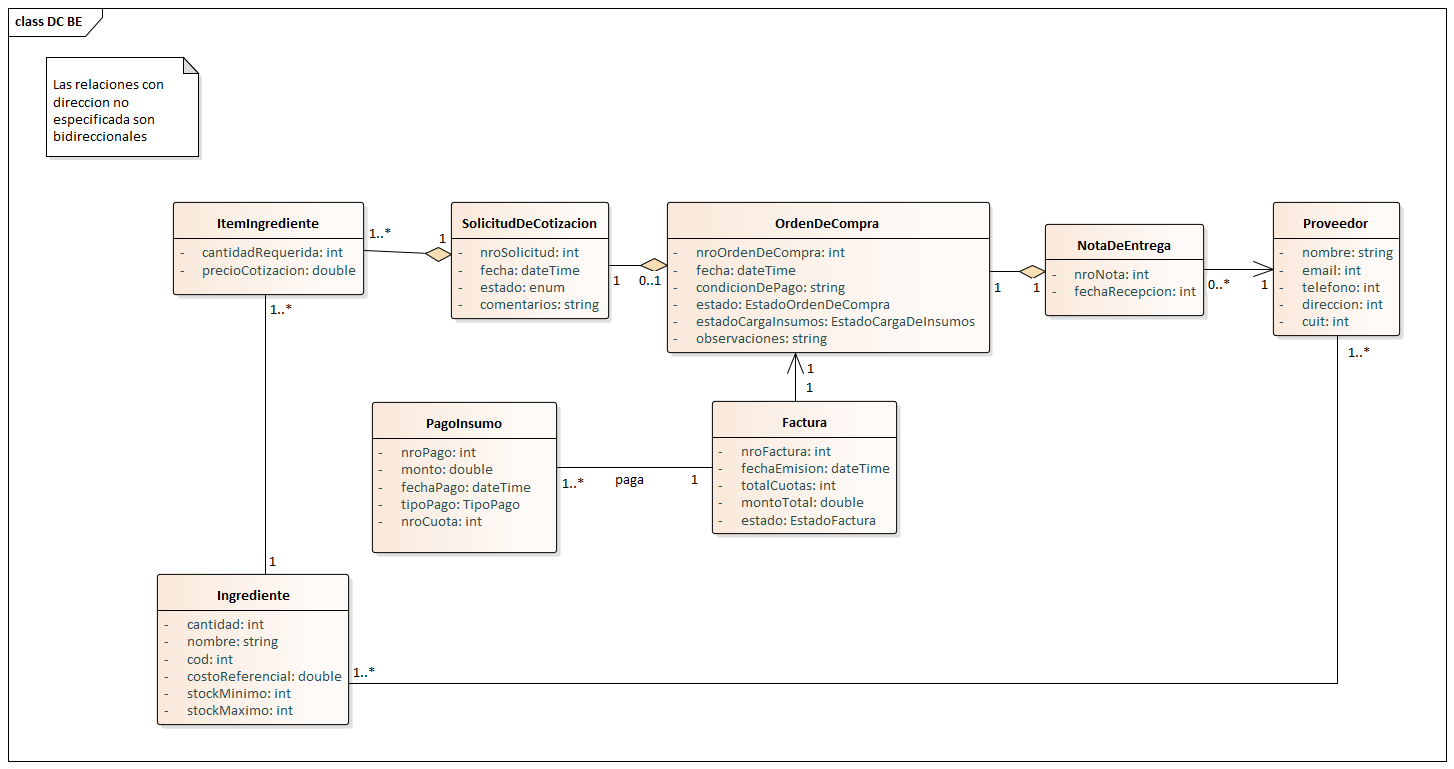 class DC BE
Las relaciones con
direccion no
especificada son
bidireccionales
ItemIngrediente
- cantidadRequerida: int
- precioCotizacion: double
1..*
1
SolicitudDeCotizacion
- nroSolicitud: int
- fecha: dateTime
- estado: enum
- comentarios: string
1
0..1
OrdenDeCompra
- nroOrdenDeCompra: int
- fecha: dateTime
- condicionDePago: string
- estado: EstadoOrdenDeCompra
- estadoCargaInsumos: EstadoCargaDeInsumos
- observaciones: string
1
1
NotaDeEntrega
- nroNota: int
- fechaRecepcion: int
0..*
1
Proveedor
- nombre: string
- email: int
- telefono: int
- direccion: int
- cuit: int
1..*
1..*
1
1
PagoInsumo
- nroPago: int
- monto: double
- fechaPago: dateTime
- tipoPago: TipoPago
- nroCuota: int
1..*
paga
1
Factura
- nroFactura: int
- fechaEmision: dateTime
- totalCuotas: int
- montoTotal: double
- estado: EstadoFactura
1
Ingrediente
- cantidad: int
- nombre: string
- cod: int
- costoReferencial: double
- stockMinimo: int
- stockMaximo: int
1..*